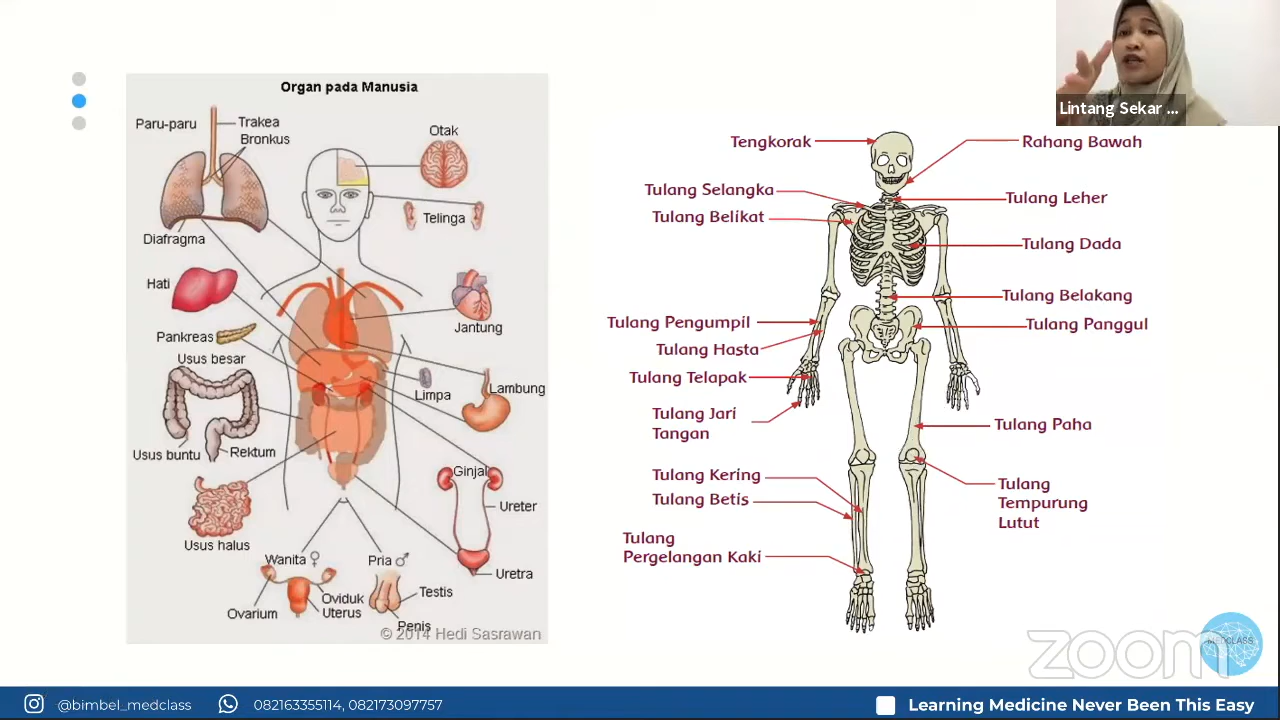 Lintang Sekar ...
Organ pada Manusia
Paru-paru
Trakea
Bronkus
Otak
Telinga
Diafragma
Hati
Jantung
Pankreas
Usus besar
Limpa
Lambung
Usus buntu
Rektum
Ginjal
Ureter
Usus halus
Wanita ♀
Pria ♂
Uretra
Oviduk
Testis
Ovarium
Uterus
Penis
© 2014 Hedi Sasrawan
Tengkorak
Rahang Bawah
Tulang Selangka
Tulang Leher
Tulang Belikat
Tulang Dada
Tulang Belakang
Tulang Pengumpil
Tulang Panggul
Tulang Hasta
Tulang Telapak
Tulang Jari
Tangan
Tulang Paha
Tulang Kering
Tulang Betis
Tulang
Tempurung
Lutut
Tulang
Pergelangan Kaki
zoom
MEDCLASS
@bimbel_medclass
082163355114, 082173097757
Learning Medicine Never Been This Easy